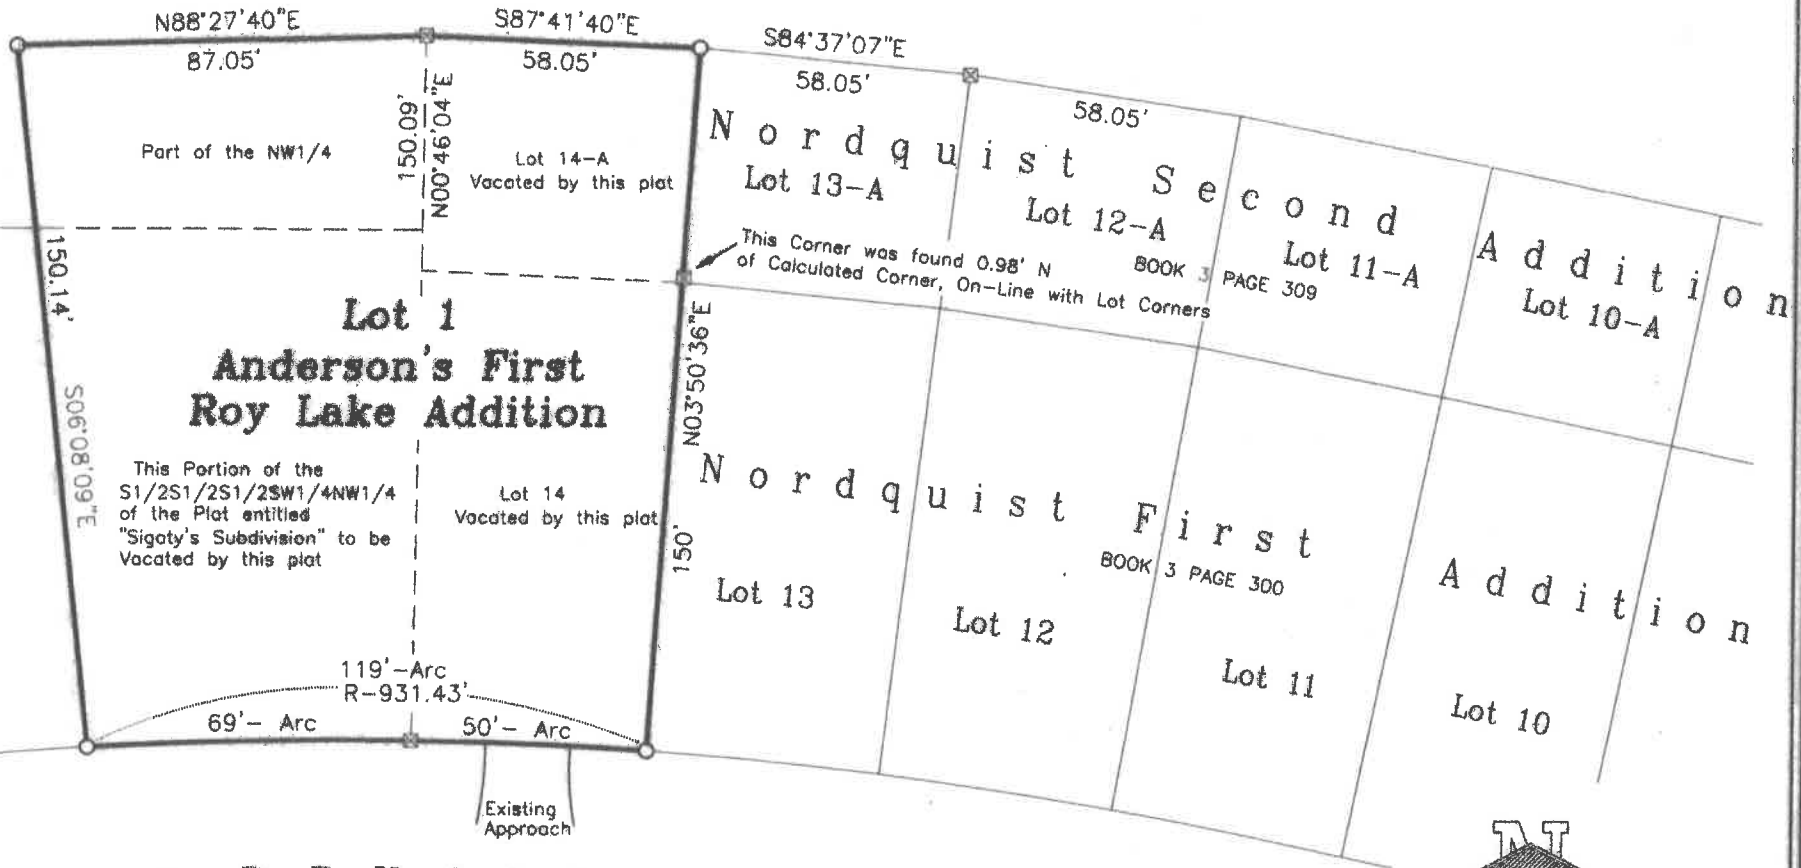 N88°27'40"E
87.05'
S87°41'40"E
58.05'
S84°37'07"E
58.05'
58.05'
150.09'
N00°46'04"E
Part of the NW1/4
Lot 14-A
Vacated by this plat
Nordquist Second Addition
Lot 13-A
Lot 12-A
Lot 11-A
Lot 10-A
BOOK 3 PAGE 309
This Corner was found 0.98' N
of Calculated Corner, On-Line with Lot Corners
150.14'
S06°08'09"E
Lot 1
Anderson's First
Roy Lake Addition
N03°50'36"E
150'
This Portion of the
S1/2S1/2S1/2SW1/4NW1/4
of the Plat entitled
"Sigaty's Subdivision" to be
Vacated by this plat
Lot 14
Vacated by this plat
Nordquist First Addition
BOOK 3 PAGE 300
Lot 13
Lot 12
Lot 11
Lot 10
119'-Arc
R-931.43'
69'- Arc
50'- Arc
Existing
Approach
N